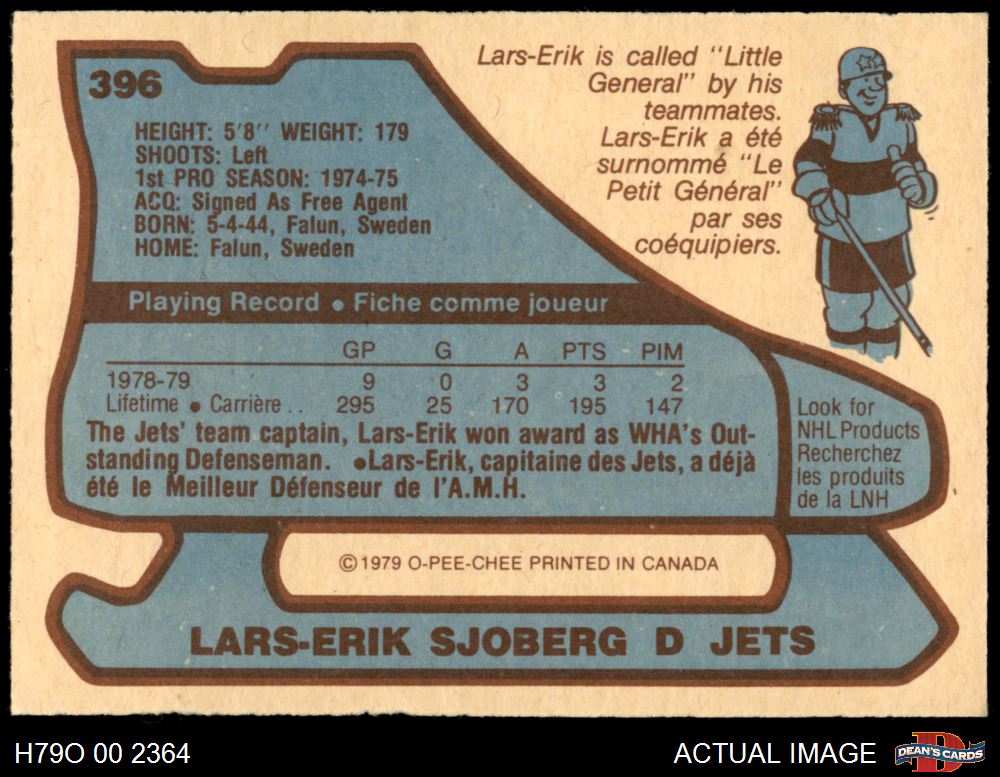 396
HEIGHT: 5'8'' WEIGHT: 179
SHOOTS: Left
1st PRO SEASON: 1974-75
ACQ: Signed As Free Agent
BORN: 5-4-44, Falun, Sweden
HOME: Falun, Sweden
Lars-Erik is called "Little
General" by his
teammates.
Lars-Erik a été
surnommé "Le
Petit Général"
par ses
coéquipiers.
Playing Record • Fiche comme joueur
GP G A PTS PIM
1978-79 9 0 3 3 2
Lifetime • Carrière . . 295 25 170 195 147
The Jets' team captain, Lars-Erik won award as WHA's Out-
standing Defenseman. •Lars-Erik, capitaine des Jets, a déjà
été le Meilleur Défenseur de l'A.M.H.
Look for
NHL Products
Recherchez
les produits
de la LNH
© 1979 O-PEE-CHEE PRINTED IN CANADA
LARS-ERIK SJOBERG D JETS
H79O 00 2364
ACTUAL IMAGE
D
DEAN'S CARDS